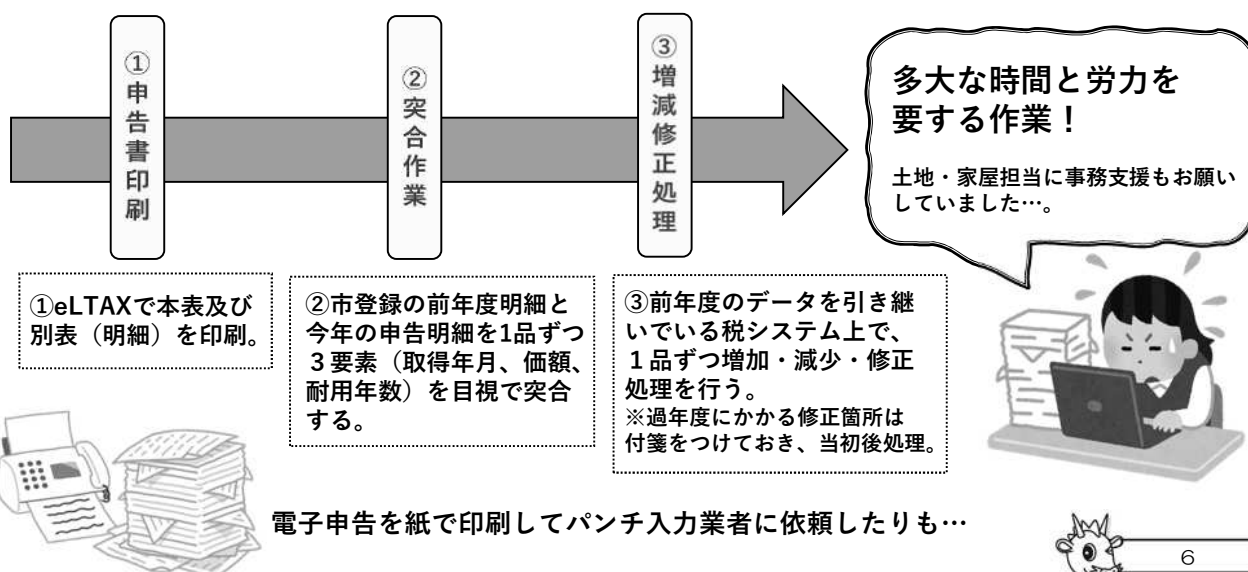 ①申告書印刷
②突合作業
③増減修正処理
多大な時間と労力を
要する作業！
土地・家屋担当に事務支援もお願い
していました…。
①eLTAXで本表及び
別表（明細）を印刷。
②市登録の前年度明細と
今年の申告明細を1品ずつ
３要素（取得年月、価額、
耐用年数）を目視で突合
する。
③前年度のデータを引き継
いでいる税システム上で、
１品ずつ増加・減少・修正
処理を行う。
※過年度にかかる修正箇所は
付箋をつけておき、当初後処理。
電子申告を紙で印刷してパンチ入力業者に依頼したりも…
6